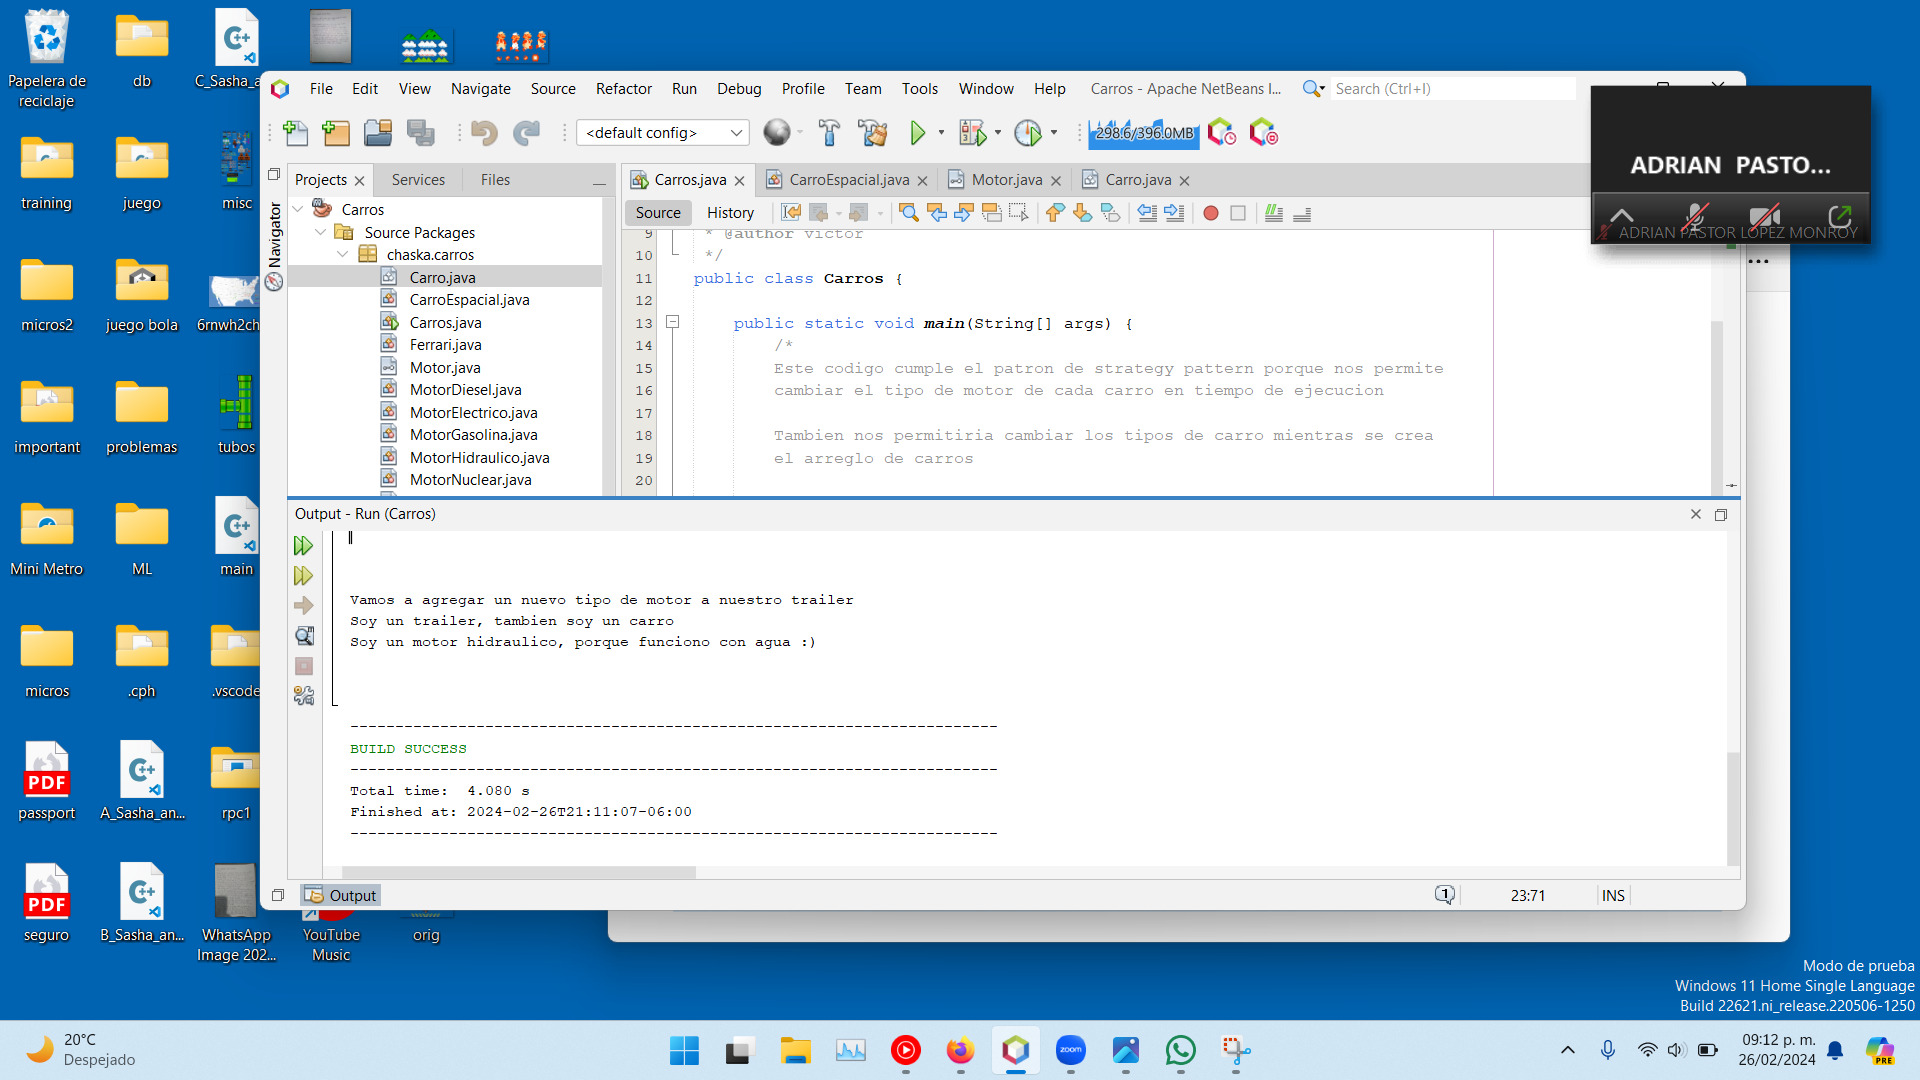 Papelera de
reciclaje
db
C_Sasha_a
training
juego
misc
micros2
juego bola
6rnwh2ch
important
problemas
tubos
Mini Metro
ML
main
micros
.cph
.vscode
PDF
passport
A_Sasha_an...
rpc1
PDF
seguro
B_Sasha_an...
WhatsApp
Image 202...
YouTube
Music
orig
File Edit View Navigate Source Refactor Run Debug Profile Team Tools Window Help Carros - Apache NetBeans I... Search (Ctrl+I)
<default config>
298.6/396.0MB
Projects Services Files
Navigator
Carros
Source Packages
chaska.carros
Carro.java
CarroEspacial.java
Carros.java
Ferrari.java
Motor.java
MotorDiesel.java
MotorElectrico.java
MotorGasolina.java
MotorHidraulico.java
MotorNuclear.java
Carros.java CarroEspacial.java Motor.java Carro.java
Source History
9 * @author victor
10 */
11 public class Carros {
12
13 public static void main(String[] args) {
14 /*
15 Este codigo cumple el patron de strategy pattern porque nos permite
16 cambiar el tipo de motor de cada carro en tiempo de ejecucion
17
18 Tambien nos permitiria cambiar los tipos de carro mientras se crea
19 el arreglo de carros
20
Output - Run (Carros)
Vamos a agregar un nuevo tipo de motor a nuestro trailer
Soy un trailer, tambien soy un carro
Soy un motor hidraulico, porque funciono con agua :)
------------------------------------------------------------------------
BUILD SUCCESS
------------------------------------------------------------------------
Total time:  4.080 s
Finished at: 2024-02-26T21:11:07-06:00
------------------------------------------------------------------------
Output
1
23:71
INS
ADRIAN PASTO...
ADRIAN PASTOR LOPEZ MONROY
Modo de prueba
Windows 11 Home Single Language
Build 22621.ni_release.220506-1250
20°C
Despejado
zoom
09:12 p. m.
26/02/2024
PRE